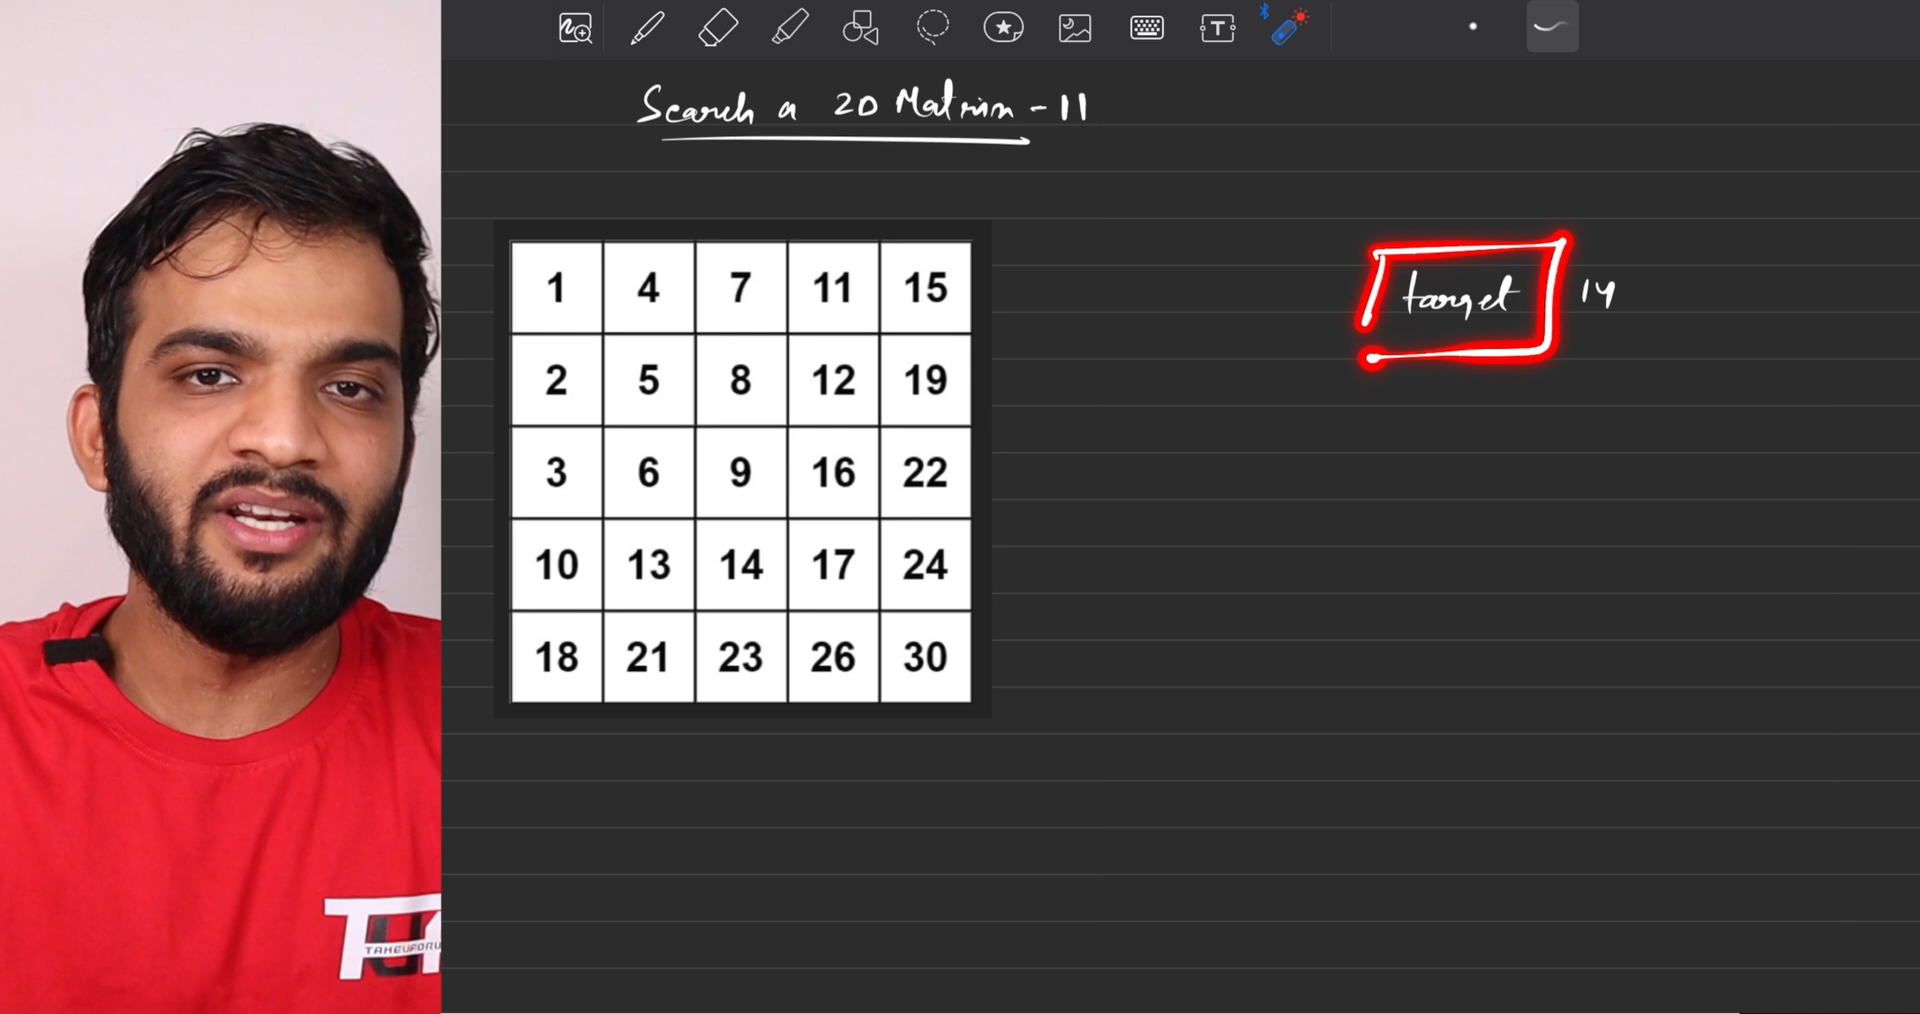 Search a 2D Matrix - II
1 4 7 11 15
2 5 8 12 19
3 6 9 16 22
10 13 14 17 24
18 21 23 26 30
target 14
T
TAKEUFORW